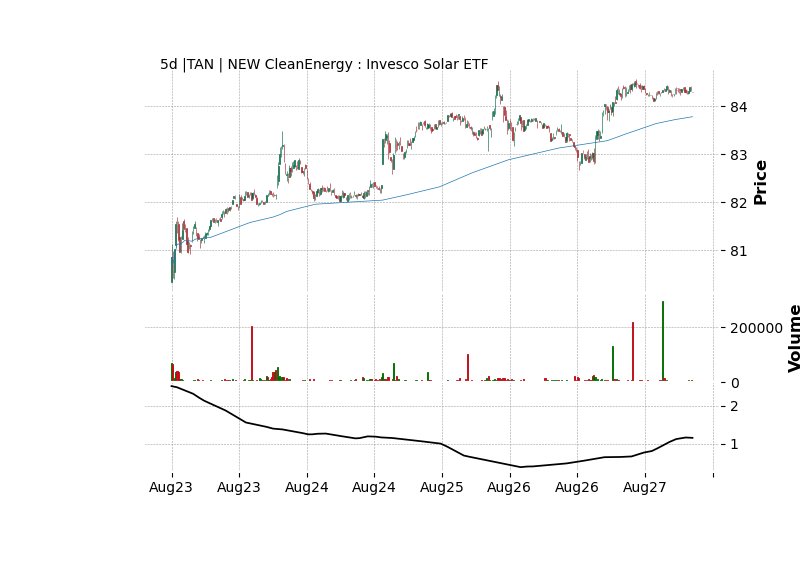 5d |TAN | NEW CleanEnergy : Invesco Solar ETF
84
83
82
81
Price
200000
0
Volume
2
1
Aug23 Aug23 Aug24 Aug24 Aug25 Aug26 Aug26 Aug27